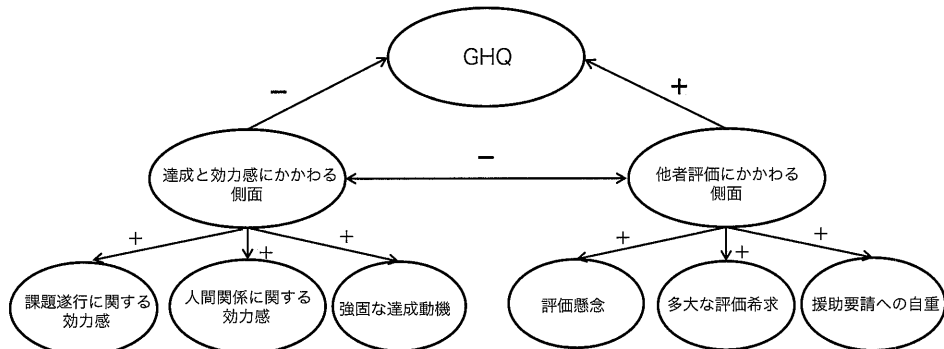 GHQ
−
+
−
達成と効力感にかかわる
側面
他者評価にかかわる
側面
+
+
+
+
+
+
課題遂行に関する
効力感
人間関係に関する
効力感
強固な達成動機
評価懸念
多大な評価希求
援助要請への自重